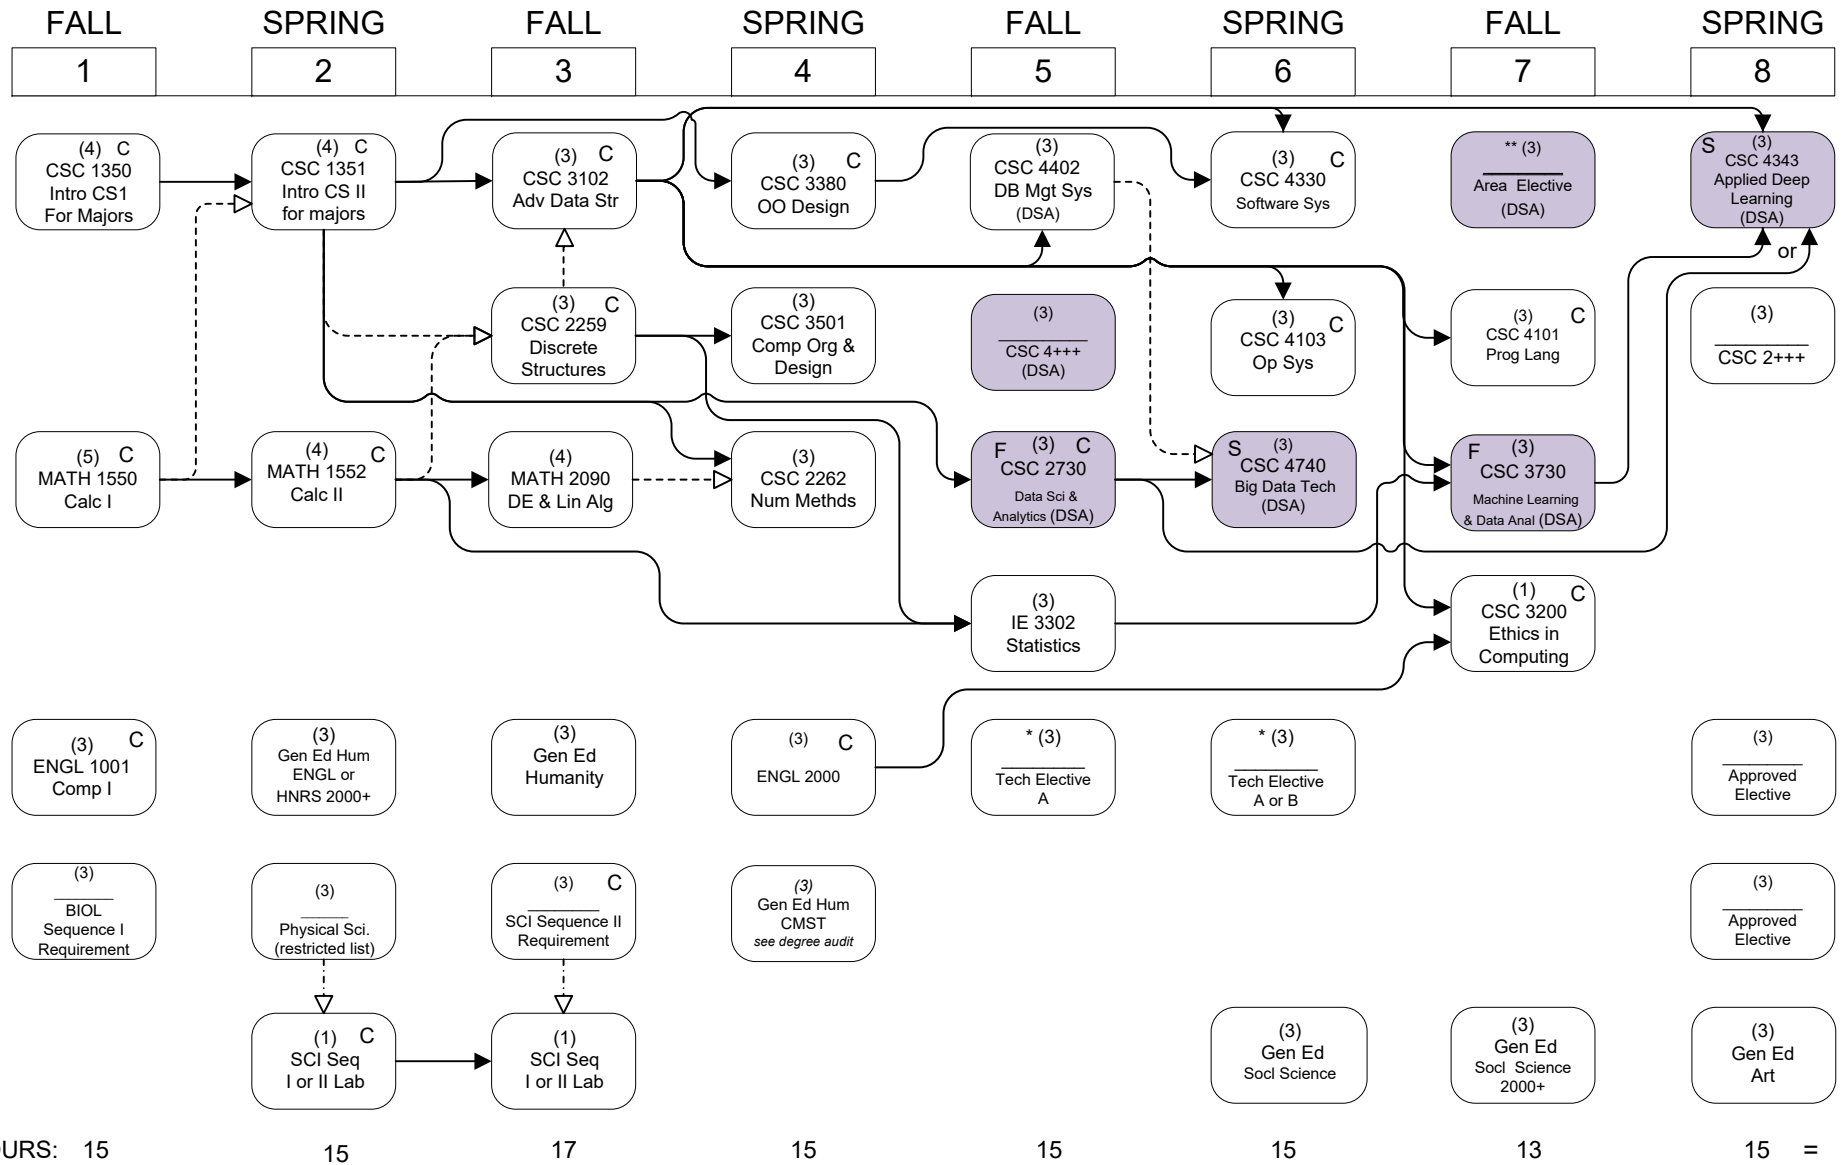 FALL
SPRING
FALL
SPRING
FALL
SPRING
FALL
SPRING
1
2
3
4
5
6
7
8
(4) C
CSC 1350
Intro CS1
For Majors
(4) C
CSC 1351
Intro CS II
for majors
(3) C
CSC 3102
Adv Data Str
(3) C
CSC 3380
OO Design
(3)
CSC 4402
DB Mgt Sys
(DSA)
(3) C
CSC 4330
Software Sys
** (3)
Area Elective
(DSA)
S (3)
CSC 4343
Applied Deep
Learning
(DSA)
or
(3) C
CSC 2259
Discrete
Structures
(3)
CSC 3501
Comp Org &
Design
(3)
CSC 4+++
(DSA)
(3) C
CSC 4103
Op Sys
(3) C
CSC 4101
Prog Lang
(3)
CSC 2+++
(5) C
MATH 1550
Calc I
(4) C
MATH 1552
Calc II
(4)
MATH 2090
DE & Lin Alg
(3)
CSC 2262
Num Methds
F (3) C
CSC 2730
Data Sci &
Analytics (DSA)
S (3)
CSC 4740
Big Data Tech
(DSA)
F (3)
CSC 3730
Machine Learning
& Data Anal (DSA)
(3)
IE 3302
Statistics
(1) C
CSC 3200
Ethics in
Computing
(3) C
ENGL 1001
Comp I
(3)
Gen Ed Hum
ENGL or
HNRS 2000+
(3)
Gen Ed
Humanity
(3) C
ENGL 2000
* (3)
Tech Elective
A
* (3)
Tech Elective
A or B
(3)
Approved
Elective
(3)
BIOL
Sequence I
Requirement
(3)
Physical Sci.
(restricted list)
(3) C
SCI Sequence II
Requirement
(3)
Gen Ed Hum
CMST
see degree audit
(3)
Approved
Elective
(1) C
SCI Seq
I or II Lab
(1)
SCI Seq
I or II Lab
(3)
Gen Ed
Socl Science
(3)
Gen Ed
Socl Science
2000+
(3)
Gen Ed
Art
OURS: 15 15 17 15 15 15 13 15 =